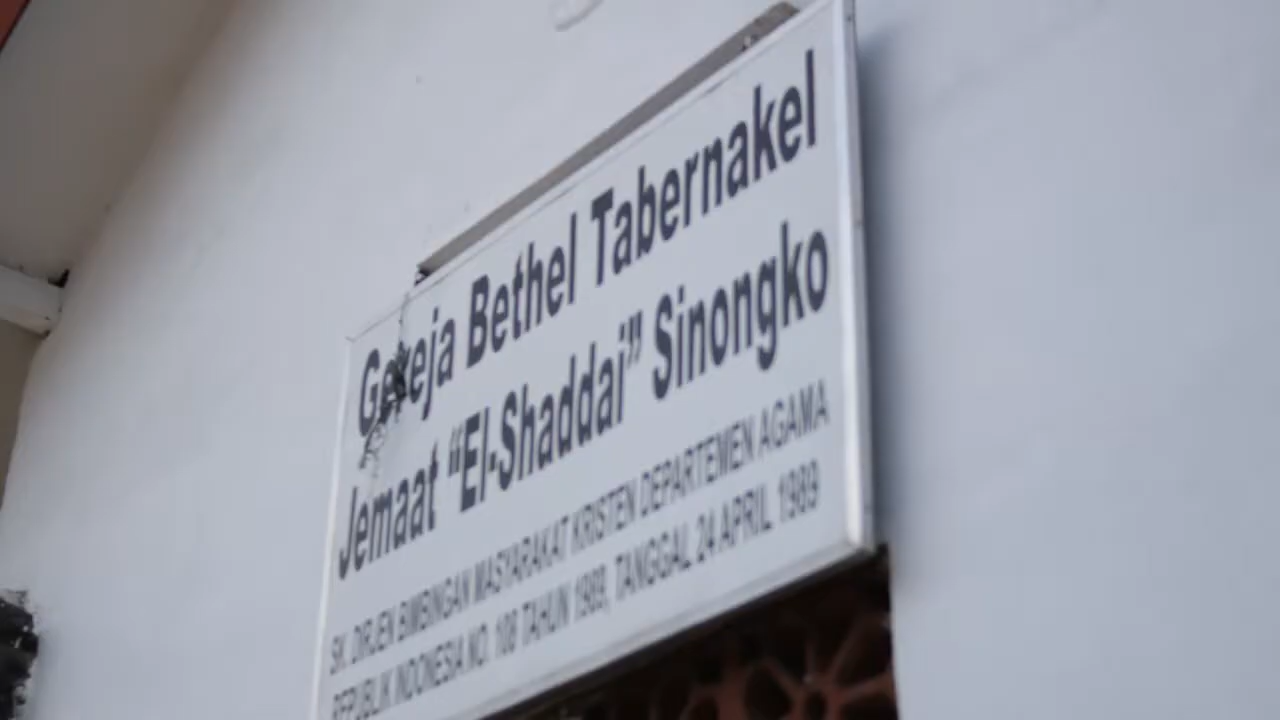 Gereja Bethel Tabernakel
Jemaat “El-Shaddai” Sinongko
SK. DIRJEN BIMBINGAN MASYARAKAT KRISTEN DEPARTEMEN AGAMA
REPUBLIK INDONESIA NO. 108 TAHUN 1989, TANGGAL 24 APRIL 1989